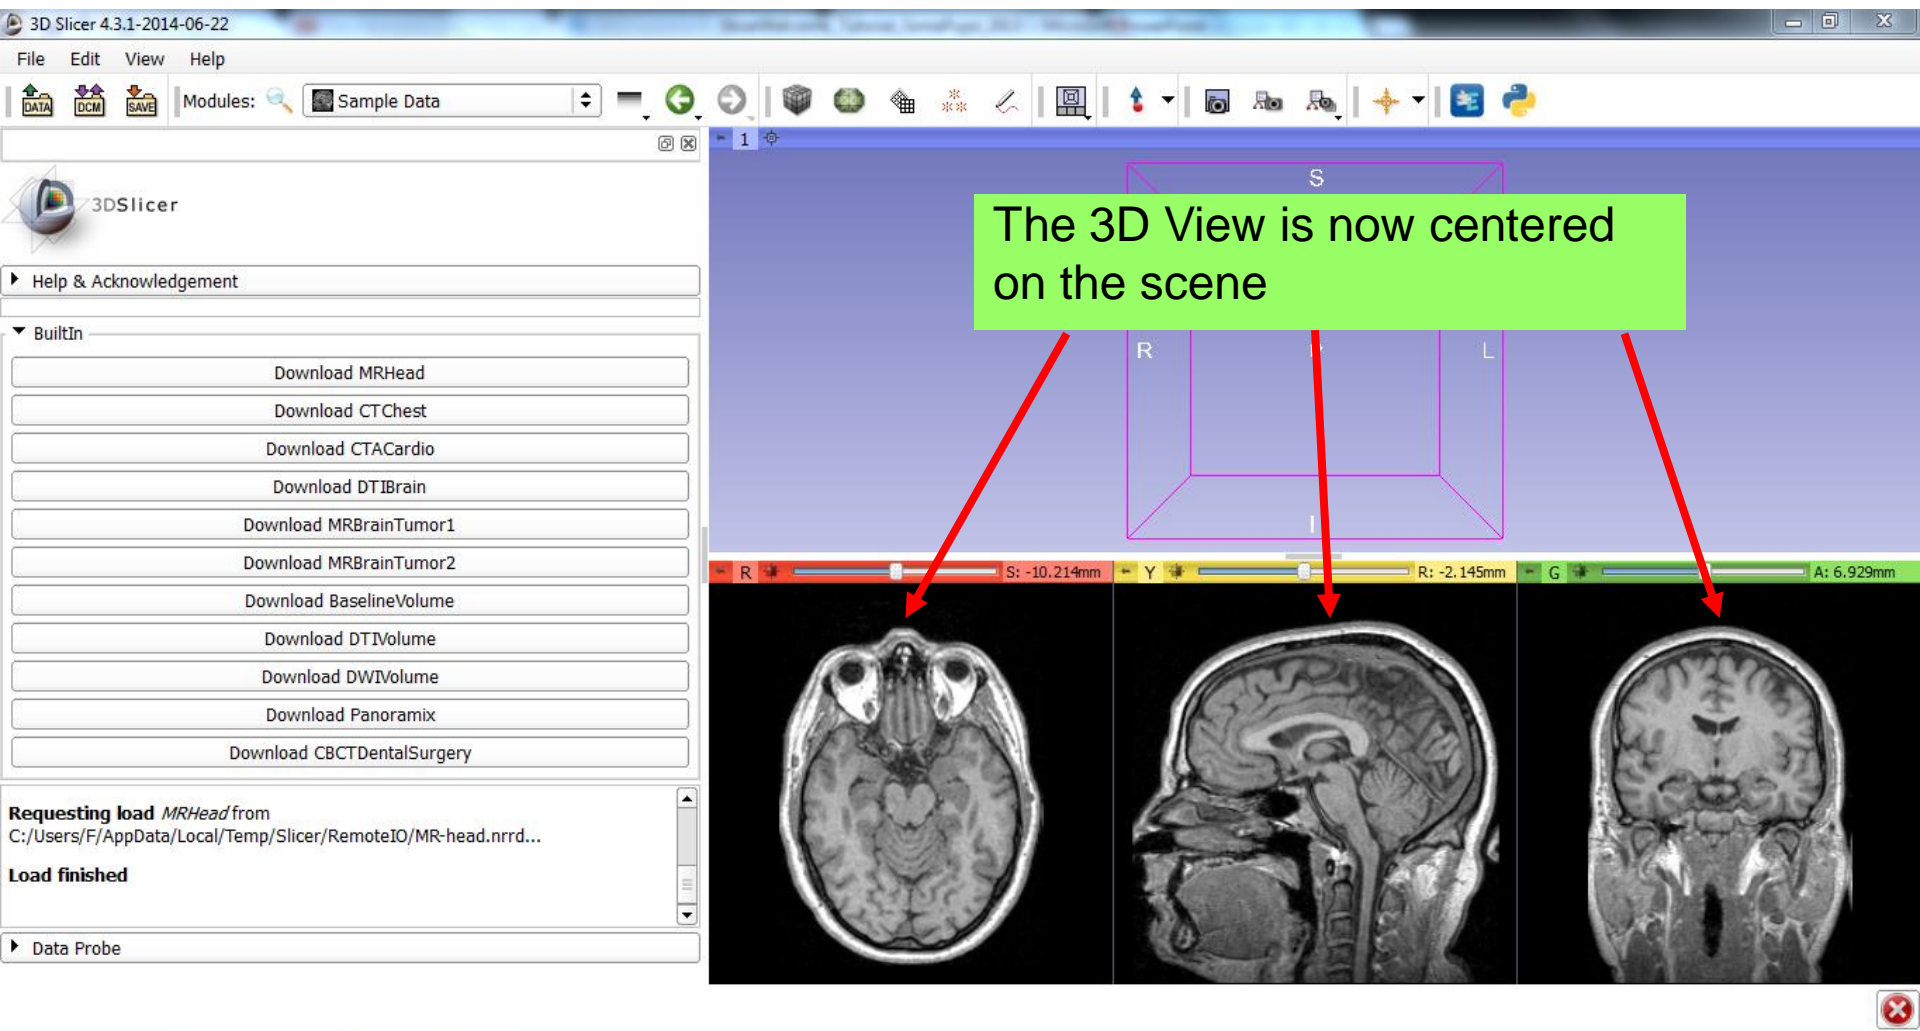 3D Slicer 4.3.1-2014-06-22
File Edit View Help
DATA DCM SAVE Modules: Sample Data
1
3DSlicer
Help & Acknowledgement
BuiltIn
Download MRHead
Download CTChest
Download CTACardio
Download DTIBrain
Download MRBrainTumor1
Download MRBrainTumor2
Download BaselineVolume
Download DTIVolume
Download DWIVolume
Download Panoramix
Download CBCTDentalSurgery
Requesting load MRHead from
C:/Users/F/AppData/Local/Temp/Slicer/RemoteIO/MR-head.nrrd...
Load finished
Data Probe
S
The 3D View is now centered
on the scene
R L
I
R S: -10.214mm
Y R: -2.145mm
G A: 6.929mm